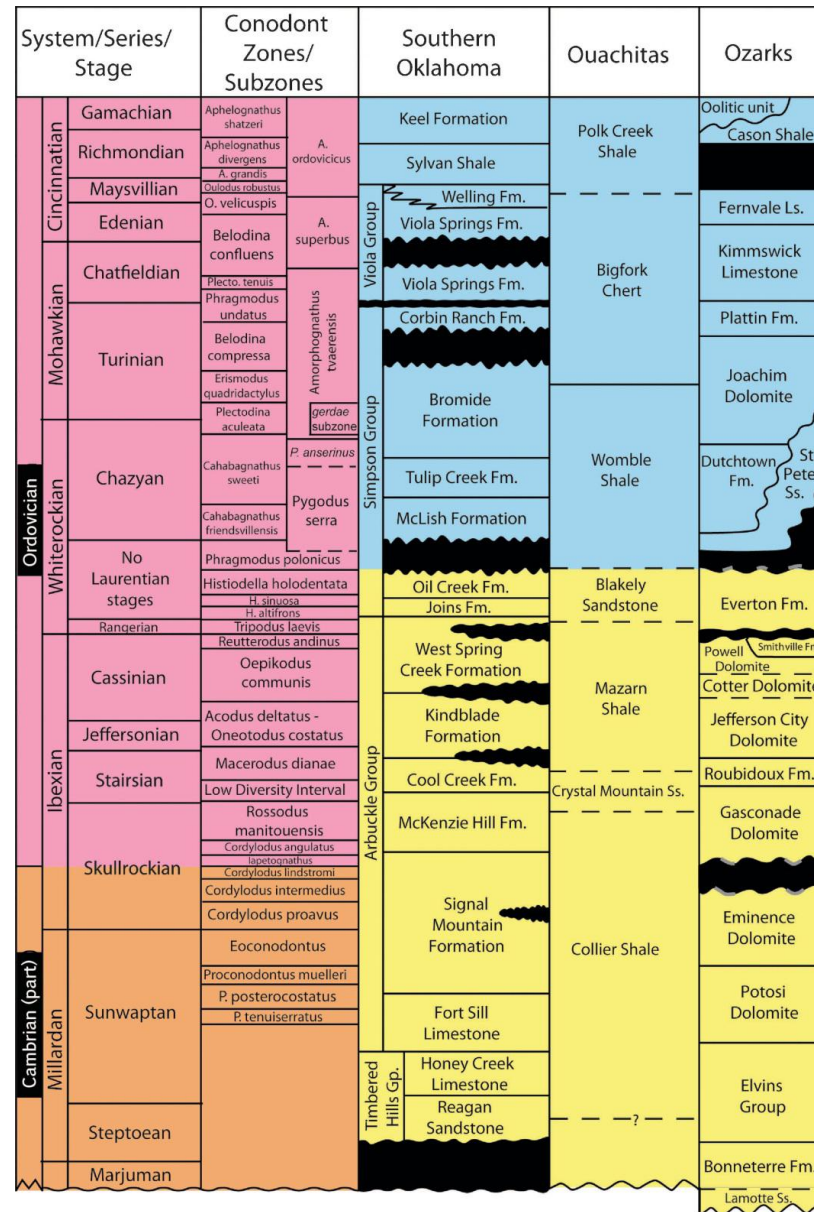 System/Series/
Stage
Conodont
Zones/
Subzones
Southern
Oklahoma
Ouachitas
Ozarks
Ordovician
Cambrian (part)
Cincinnatian
Mohawkian
Whiterockian
Ibexian
Millardan
Gamachian
Richmondian
Maysvillian
Edenian
Chatfieldian
Turinian
Chazyan
No
Laurentian
stages
Rangerian
Cassinian
Jeffersonian
Stairsian
Skullrockian
Sunwaptan
Steptoean
Marjuman
Aphelognathus
shatzeri
Aphelognathus
divergens
A. grandis
Oulodus robustus
O. velicuspis
Belodina
confluens
Plecto. tenuis
Phragmodus
undatus
Belodina
compressa
Erismodus
quadridactylus
Plectodina
aculeata
Cahabagnathus
sweeti
Cahabagnathus
friendsvillensis
Phragmodus polonicus
Histiodella holodentata
H. sinuosa
H. altifrons
Tripodus laevis
Reutterodus andinus
Oepikodus
communis
Acodus deltatus -
Oneotodus costatus
Macerodus dianae
Low Diversity Interval
Rossodus
manitouensis
Cordylodus angulatus
Iapetognathus
Cordylodus lindstromi
Cordylodus intermedius
Cordylodus proavus
Eoconodontus
Proconodontus muelleri
P. posterocostatus
P. tenuiserratus
A.
ordovicicus
A.
superbus
Amorphognathus
tvaerensis
gerdae
subzone
P. anserinus
Pygodus
serra
Viola Group
Simpson Group
Arbuckle Group
Timbered
Hills Gp.
Keel Formation
Sylvan Shale
Welling Fm.
Viola Springs Fm.
Viola Springs Fm.
Corbin Ranch Fm.
Bromide
Formation
Tulip Creek Fm.
McLish Formation
Oil Creek Fm.
Joins Fm.
West Spring
Creek Formation
Kindblade
Formation
Cool Creek Fm.
McKenzie Hill Fm.
Signal
Mountain
Formation
Fort Sill
Limestone
Honey Creek
Limestone
Reagan
Sandstone
Polk Creek
Shale
Bigfork
Chert
Womble
Shale
Blakely
Sandstone
Mazarn
Shale
Crystal Mountain Ss.
Collier Shale
?
Oolitic unit
Cason Shale
Fernvale Ls.
Kimmswick
Limestone
Plattin Fm.
Joachim
Dolomite
Dutchtown
Fm.
St
Peter
Ss.
Everton Fm.
Smithville Fm
Powell
Dolomite
Cotter Dolomite
Jefferson City
Dolomite
Roubidoux Fm.
Gasconade
Dolomite
Eminence
Dolomite
Potosi
Dolomite
Elvins
Group
Bonneterre Fm.
Lamotte Ss.